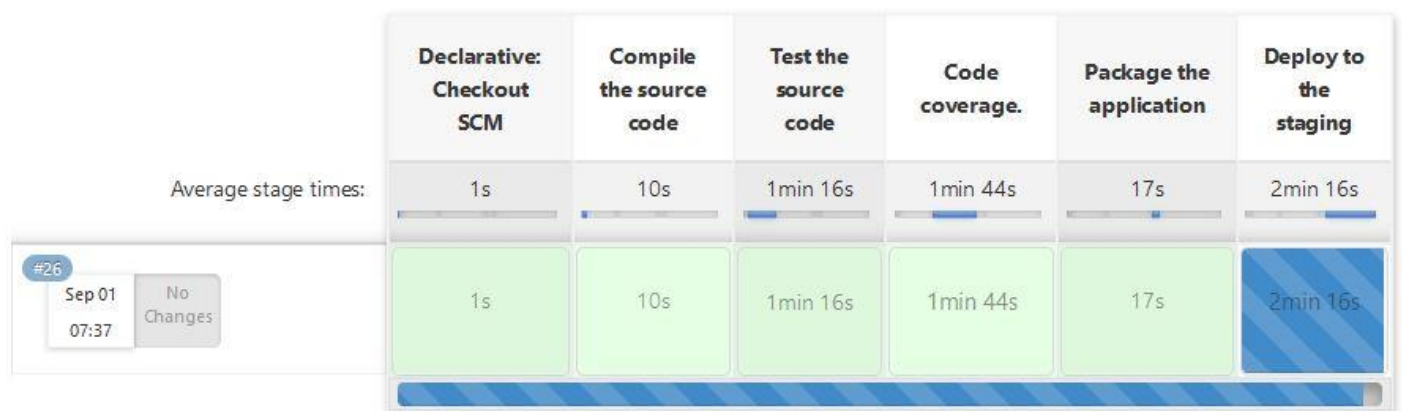 Declarative:
Checkout
SCM
Compile
the source
code
Test the
source
code
Code
coverage.
Package the
application
Deploy to
the
staging
Average stage times:
1s
10s
1min 16s
1min 44s
17s
2min 16s
#26
Sep 01
07:37
No
Changes
1s
10s
1min 16s
1min 44s
17s
2min 16s